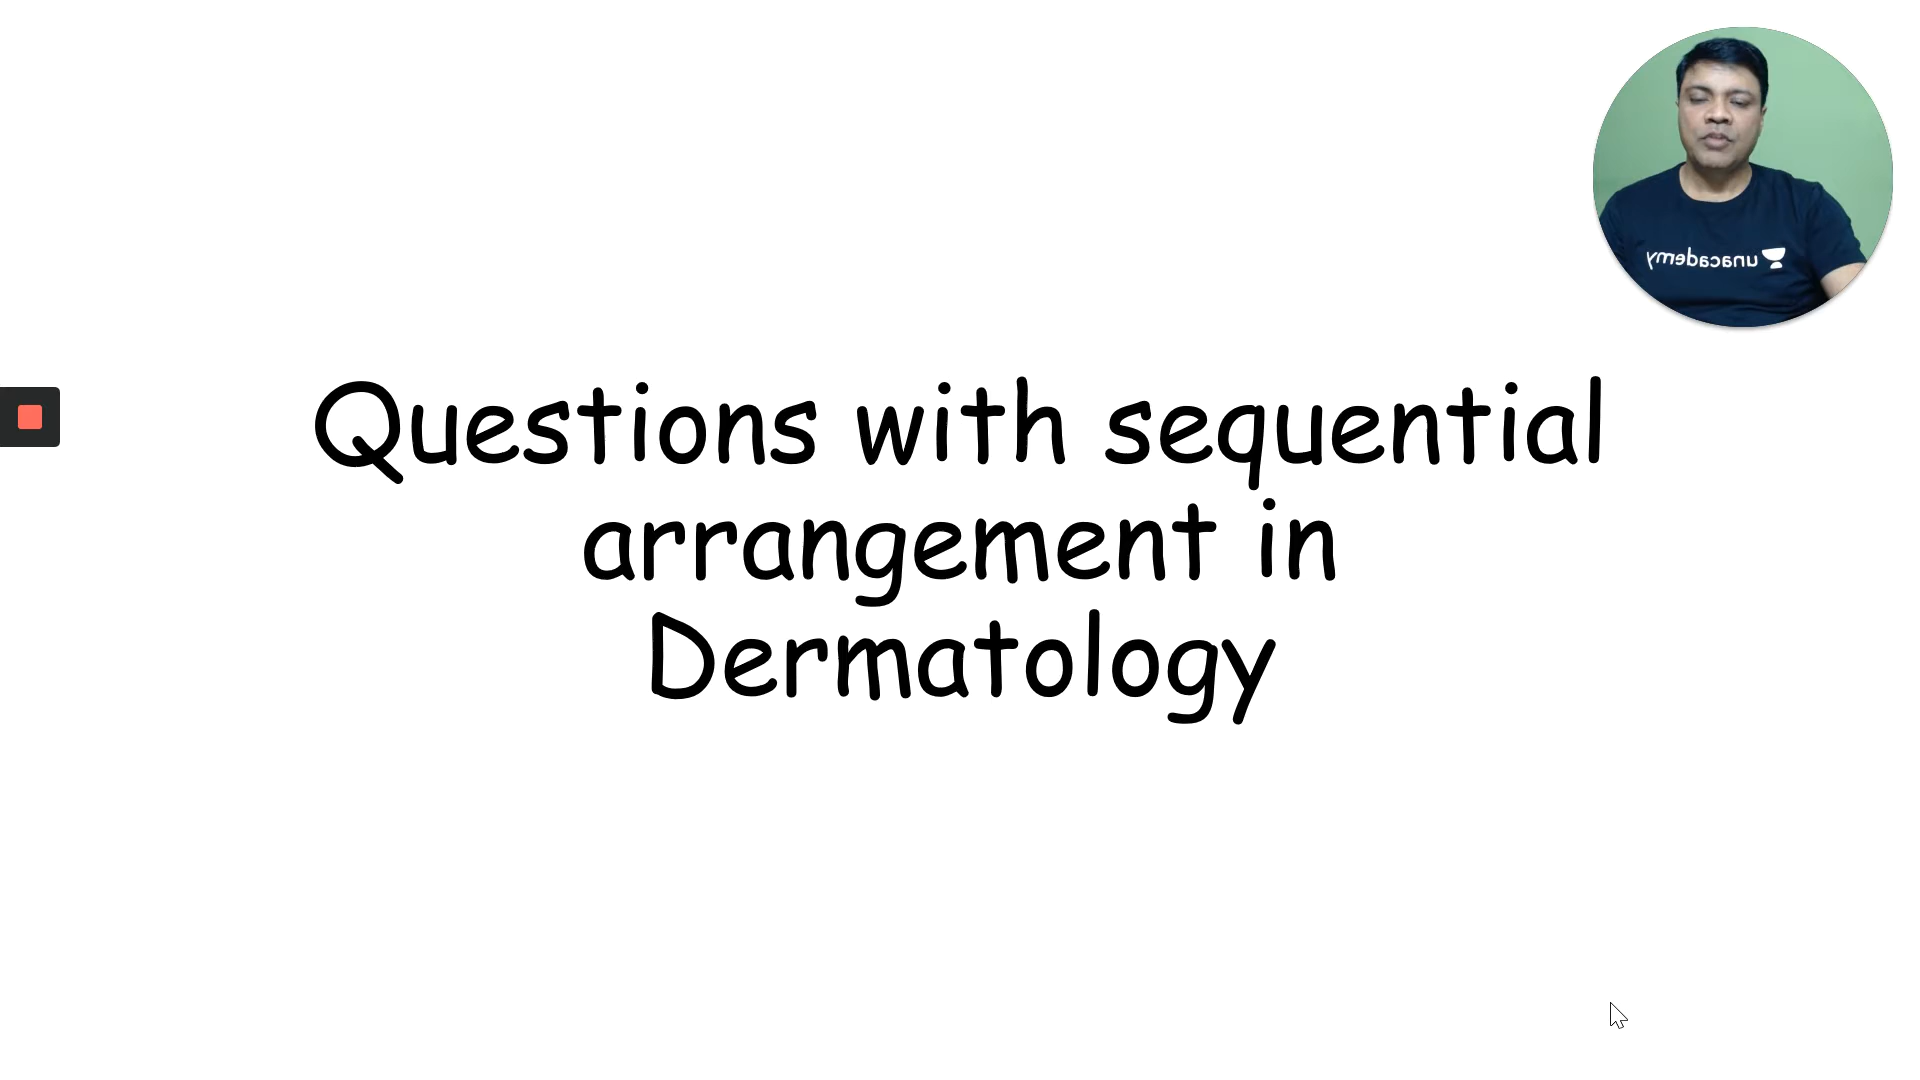 unacademy
Questions with sequential
arrangement in
Dermatology